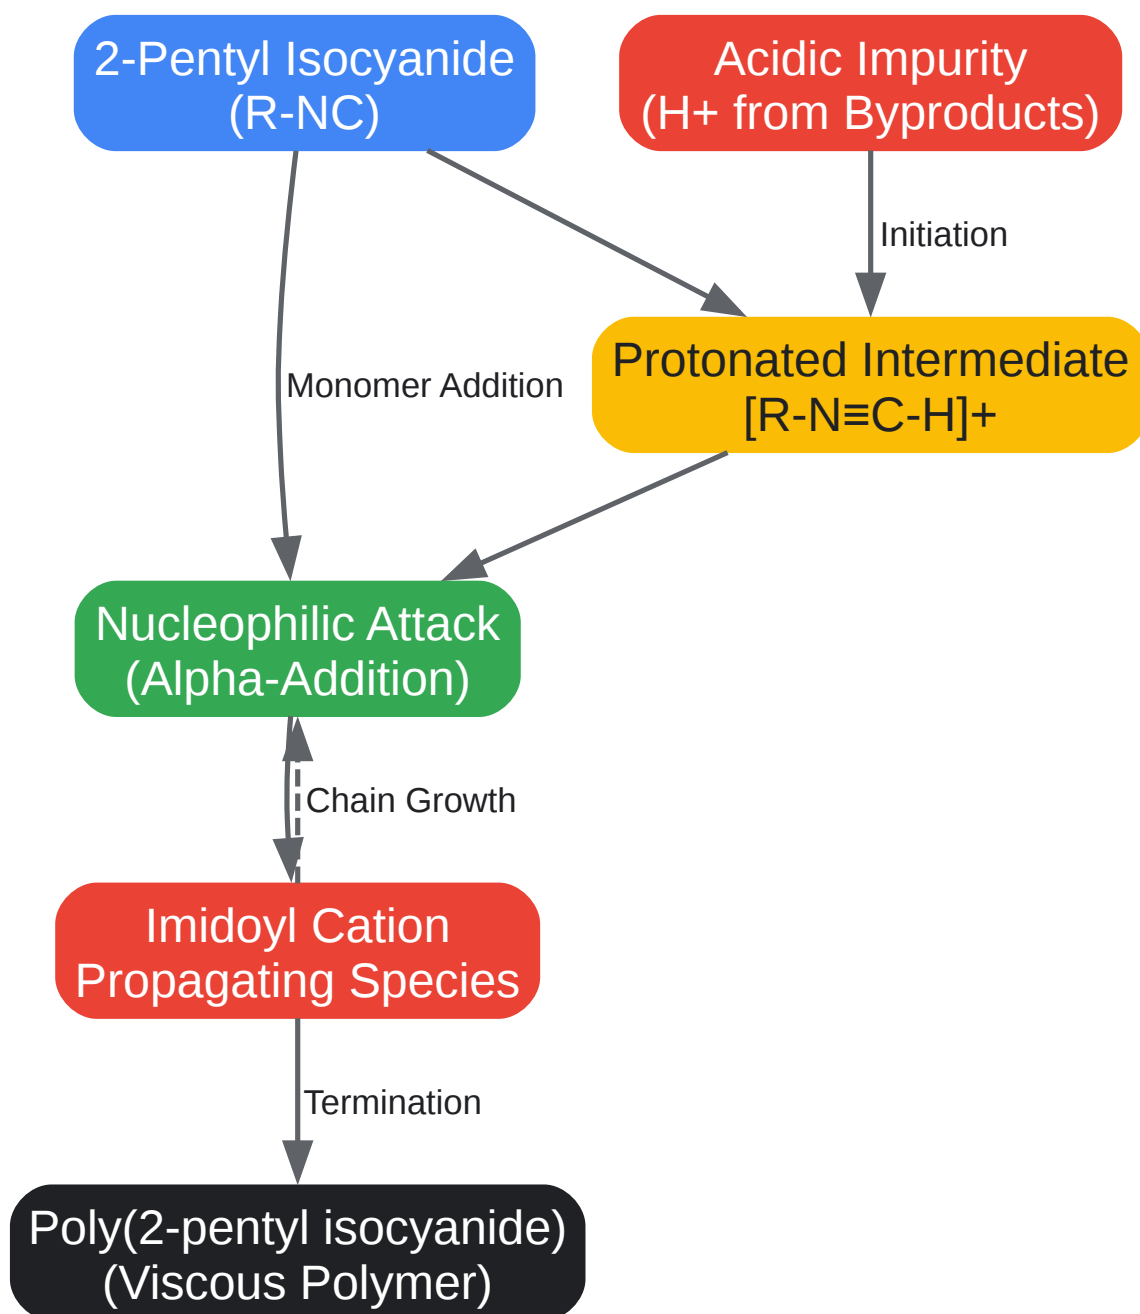 2-Pentyl Isocyanide
(R-NC)
Acidic Impurity
(H+ from Byproducts)
Initiation
Protonated Intermediate
[R-N≡C-H]+
Monomer Addition
Nucleophilic Attack
(Alpha-Addition)
Chain Growth
Imidoyl Cation
Propagating Species
Termination
Poly(2-pentyl isocyanide)
(Viscous Polymer)